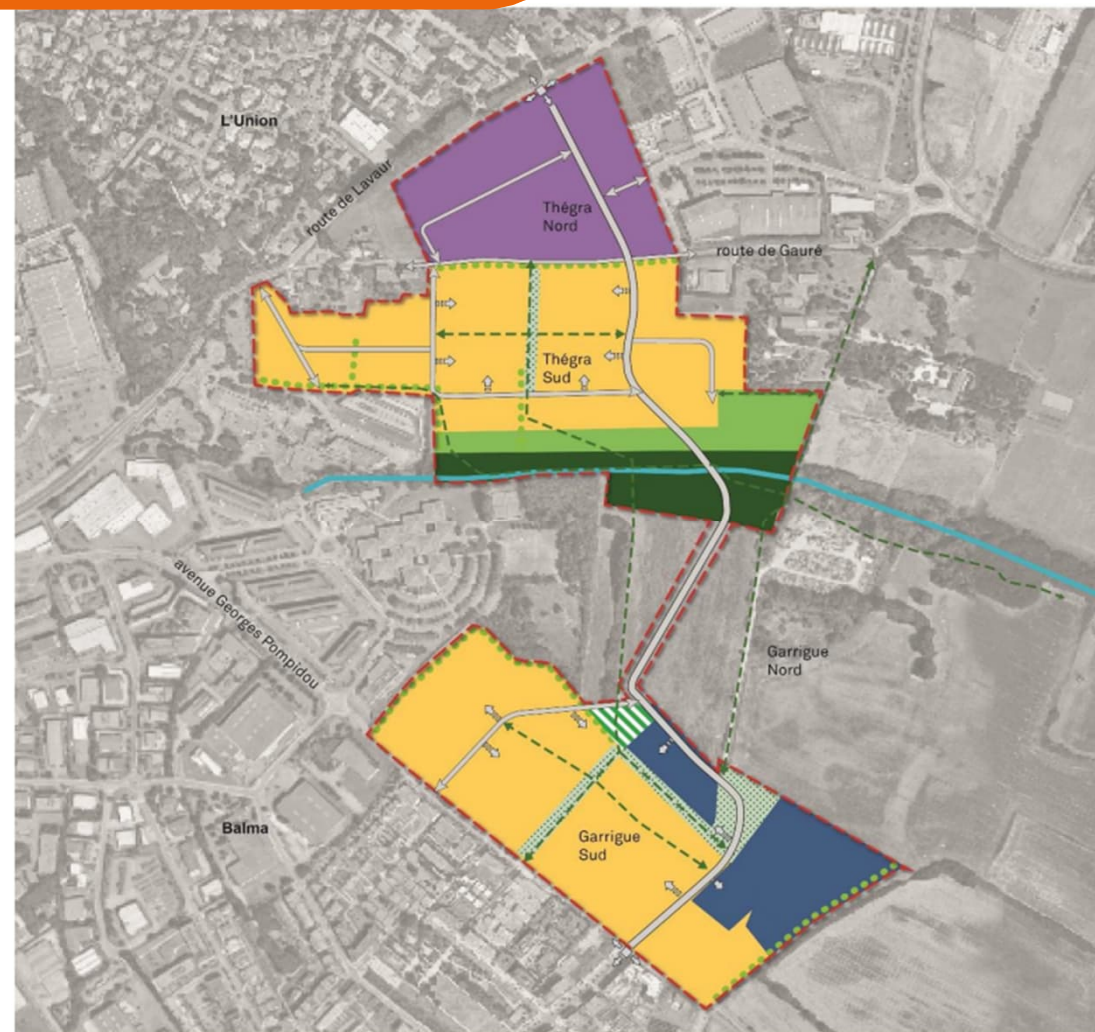 L'Union
route de Lavaur
Thégra
Nord
route de Gauré
Thégra
Sud
avenue Georges Pompidou
Garrigue
Nord
Balma
Garrigue
Sud